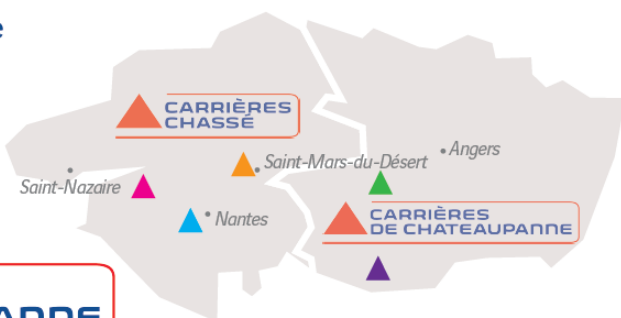 e
CARRIÈRES
CHASSÉ
Angers
Saint-Mars-du-Désert
Saint-Nazaire
Nantes
CARRIÈRES
DE CHATEAUPANNE